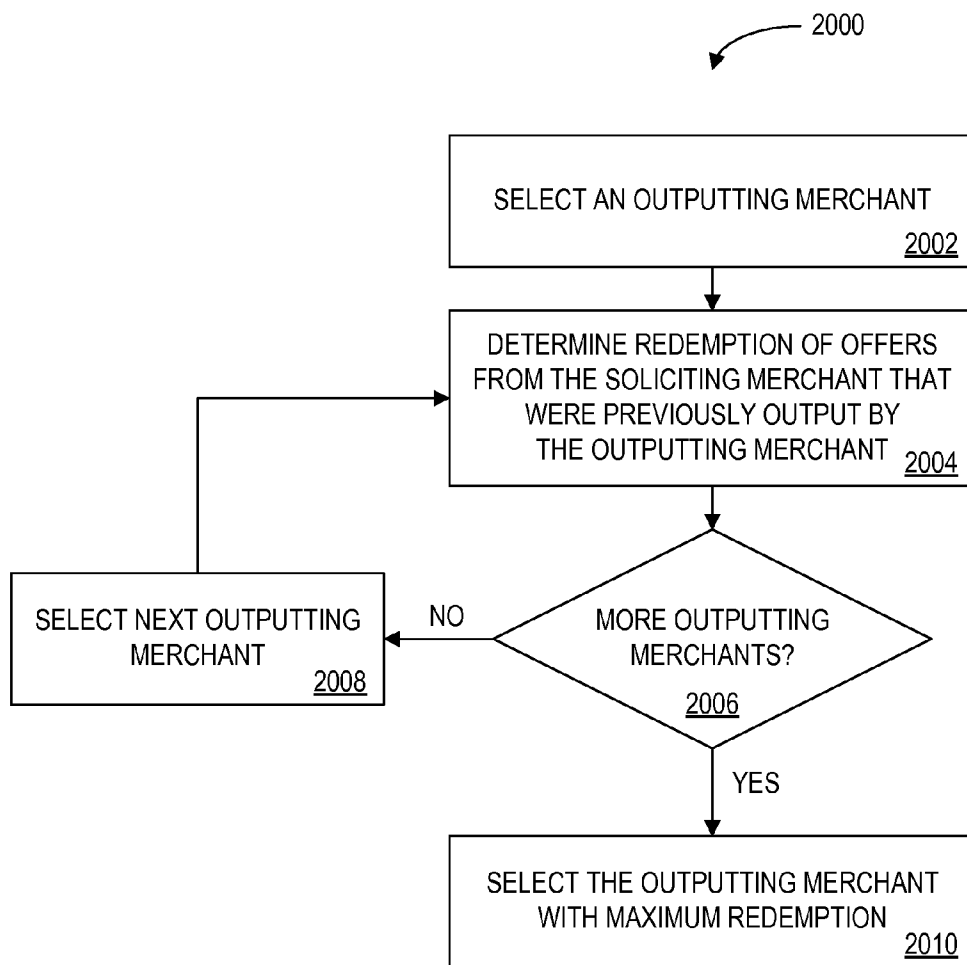 2000
SELECT AN OUTPUTTING MERCHANT
2002
DETERMINE REDEMPTION OF OFFERS
FROM THE SOLICITING MERCHANT THAT
WERE PREVIOUSLY OUTPUT BY
THE OUTPUTTING MERCHANT
2004
MORE OUTPUTTING
MERCHANTS?
2006
NO
SELECT NEXT OUTPUTTING
MERCHANT
2008
YES
SELECT THE OUTPUTTING MERCHANT
WITH MAXIMUM REDEMPTION
2010